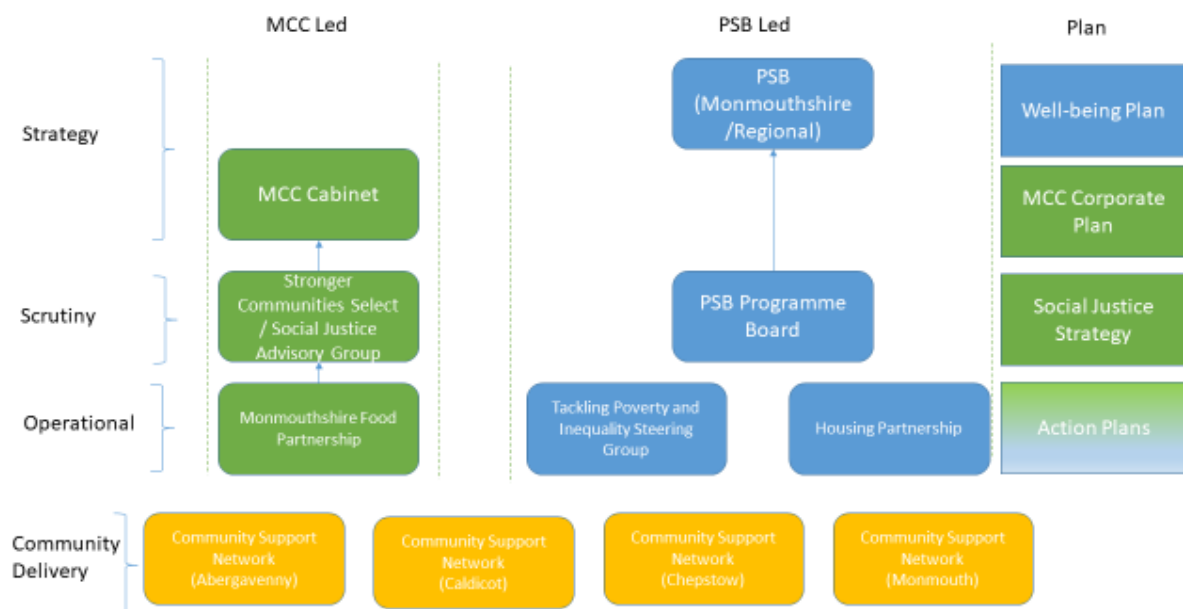 MCC Led
PSB Led
Plan
Strategy
MCC Cabinet
PSB
(Monmouthshire
/Regional)
Well-being Plan
MCC Corporate
Plan
Scrutiny
Stronger
Communities Select
/ Social Justice
Advisory Group
PSB Programme
Board
Social Justice
Strategy
Operational
Monmouthshire Food
Partnership
Tackling Poverty and
Inequality Steering
Group
Housing Partnership
Action Plans
Community
Delivery
Community Support
Network
(Abergavenny)
Community Support
Network
(Caldicot)
Community Support
Network
(Chepstow)
Community Support
Network
(Monmouth)